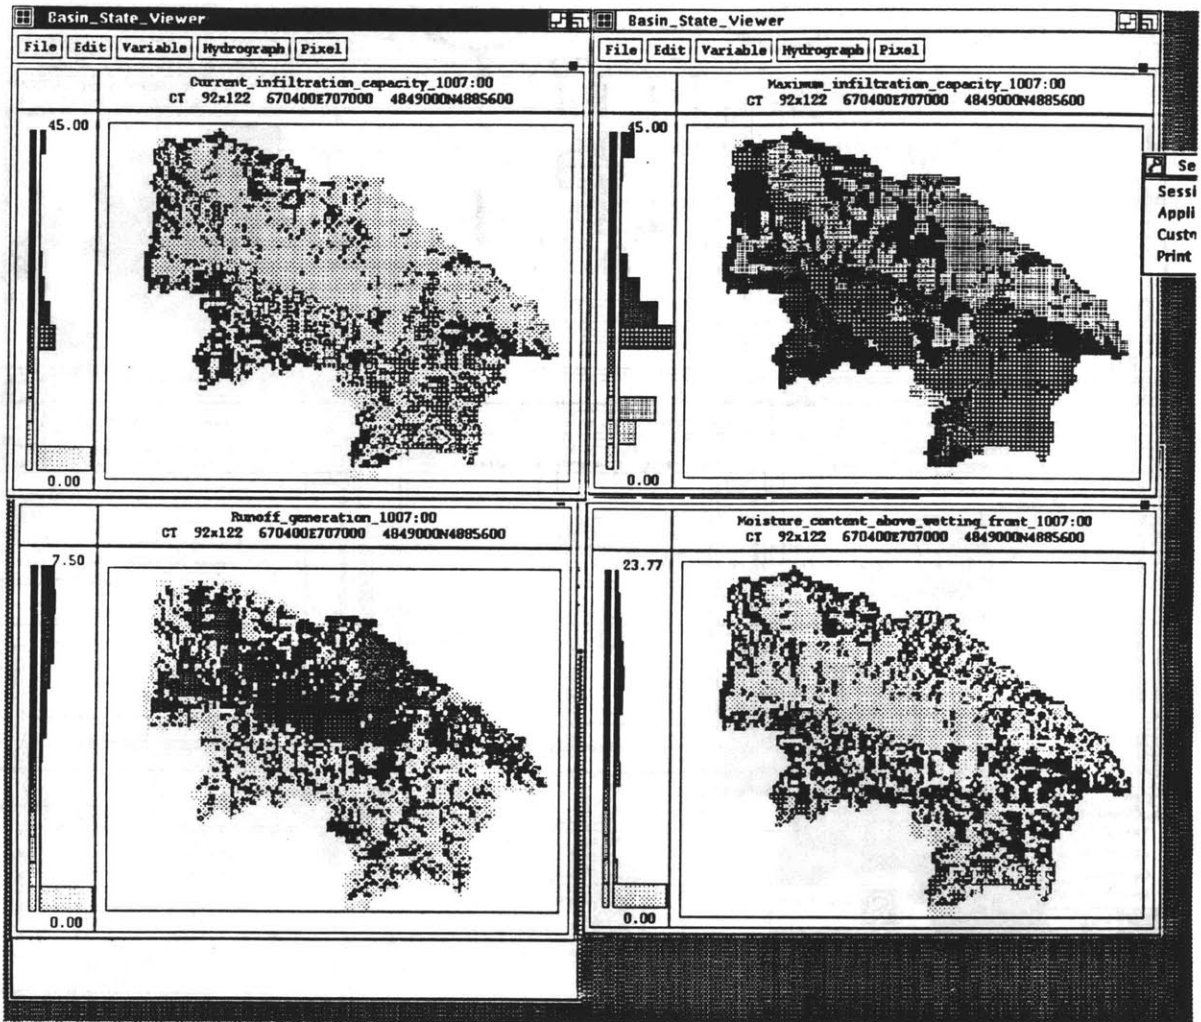 Basin_State_Viewer
File Edit Variable Hydrograph Pixel
Current_infiltration_capacity_1007:00
CT 92x122 670400E707000 4849000N4885600
45.00
0.00
Basin_State_Viewer
File Edit Variable Hydrograph Pixel
Maximum_infiltration_capacity_1007:00
CT 92x122 670400E707000 4849000N4885600
45.00
0.00
Se
Sessi
Appli
Custo
Print
Runoff_generation_1007:00
CT 92x122 670400E707000 4849000N4885600
7.50
0.00
Moisture_content_above_wetting_front_1007:00
CT 92x122 670400E707000 4849000N4885600
23.77
0.00